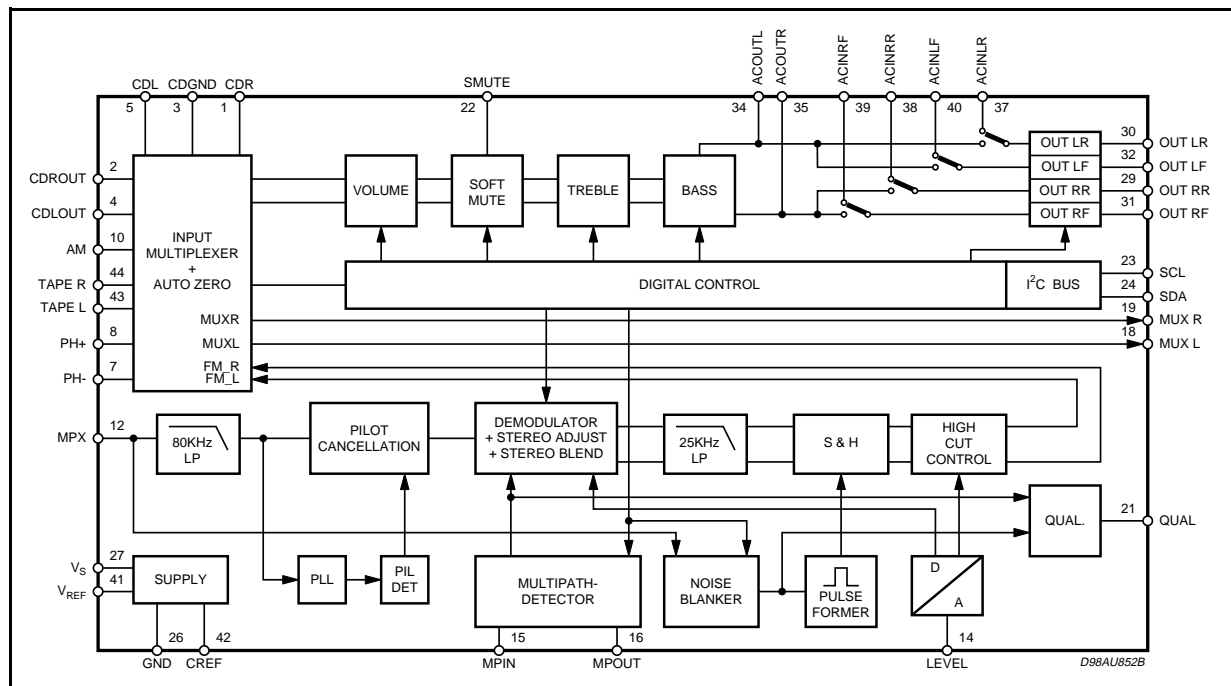 ACOUTL
ACOUTR
ACINRF
ACINRR
ACINLF
ACINLR
CDL CDGND CDR SMUTE
5 3 1 22 34 35 39 38 40 37
CDROUT 2
CDLOUT 4
AM 10
TAPE R 44
TAPE L 43
PH+ 8
PH- 7
INPUT
MULTIPLEXER
+
AUTO ZERO
MUXR
MUXL
FM_R
FM_L
VOLUME
SOFT
MUTE
TREBLE
BASS
OUT LR 30 OUT LR
OUT LF 32 OUT LF
OUT RR 29 OUT RR
OUT RF 31 OUT RF
DIGITAL CONTROL
I²C BUS
23 SCL
24 SDA
19 MUX R
18 MUX L
MPX 12
80KHz
LP
PILOT
CANCELLATION
DEMODULATOR
+ STEREO ADJUST
+ STEREO BLEND
25KHz
LP
S & H
HIGH
CUT
CONTROL
QUAL.
21 QUAL
VS 27
VREF 41
SUPPLY
PLL
PIL
DET
MULTIPATH-
DETECTOR
NOISE
BLANKER
PULSE
FORMER
D
A
26 42 15 16 14
GND CREF MPIN MPOUT LEVEL
D98AU852B